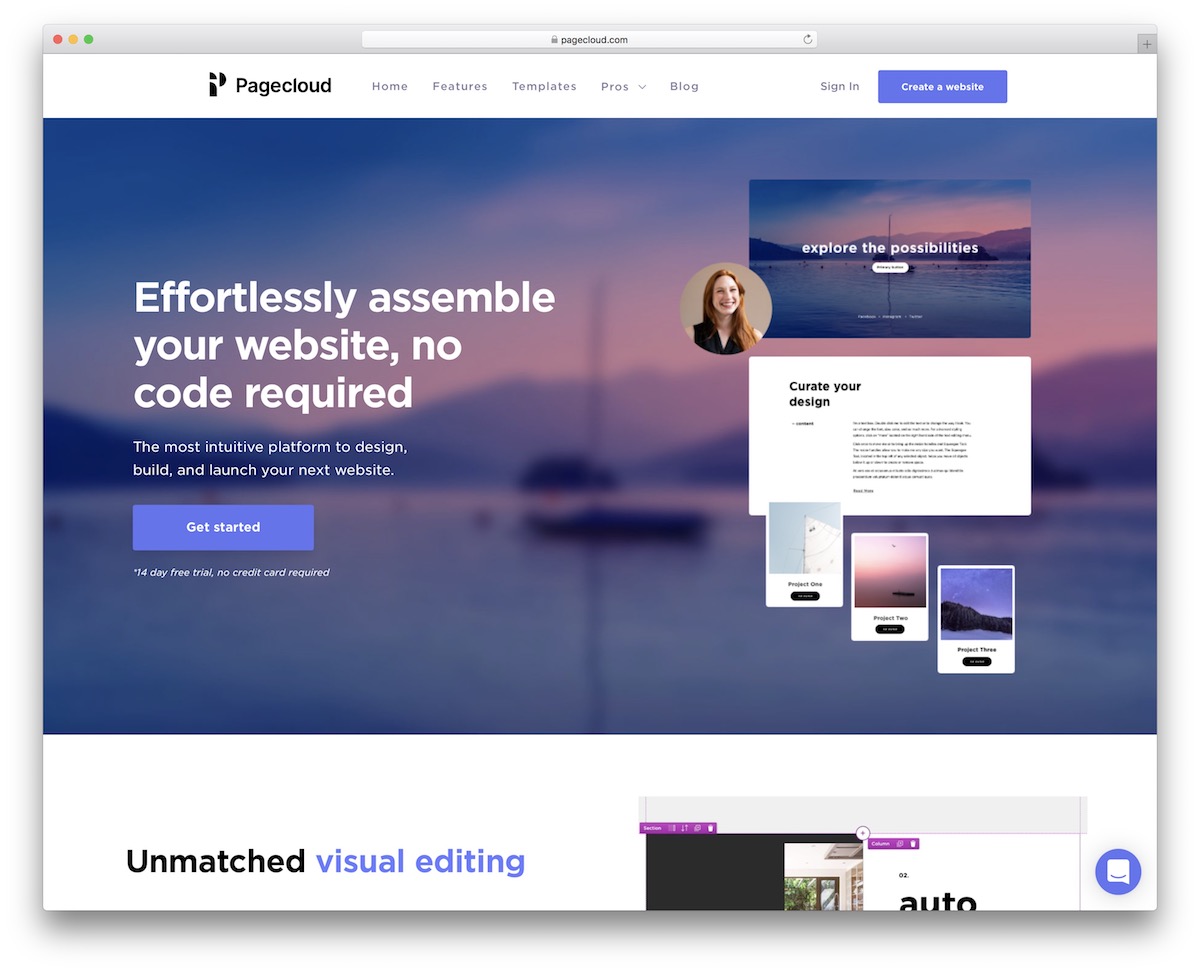 pagecloud.com
Pagecloud
Home
Features
Templates
Pros
Blog
Sign In
Create a website
Effortlessly assemble
your website, no
code required
The most intuitive platform to design,
build, and launch your next website.
Get started
*14 day free trial, no credit card required
explore the possibilities
Primary button
Facebook
Instagram
Twitter
Curate your
design
content
Read More
Project One
Project Two
Project Three
Unmatched visual editing
Section
Column
02.
auto